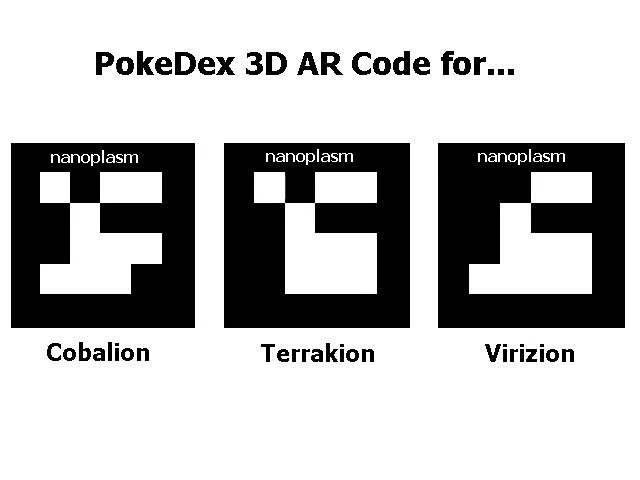 PokeDex 3D AR Code for...
nanoplasm nanoplasm nanoplasm
Cobalion Terrakion Virizion